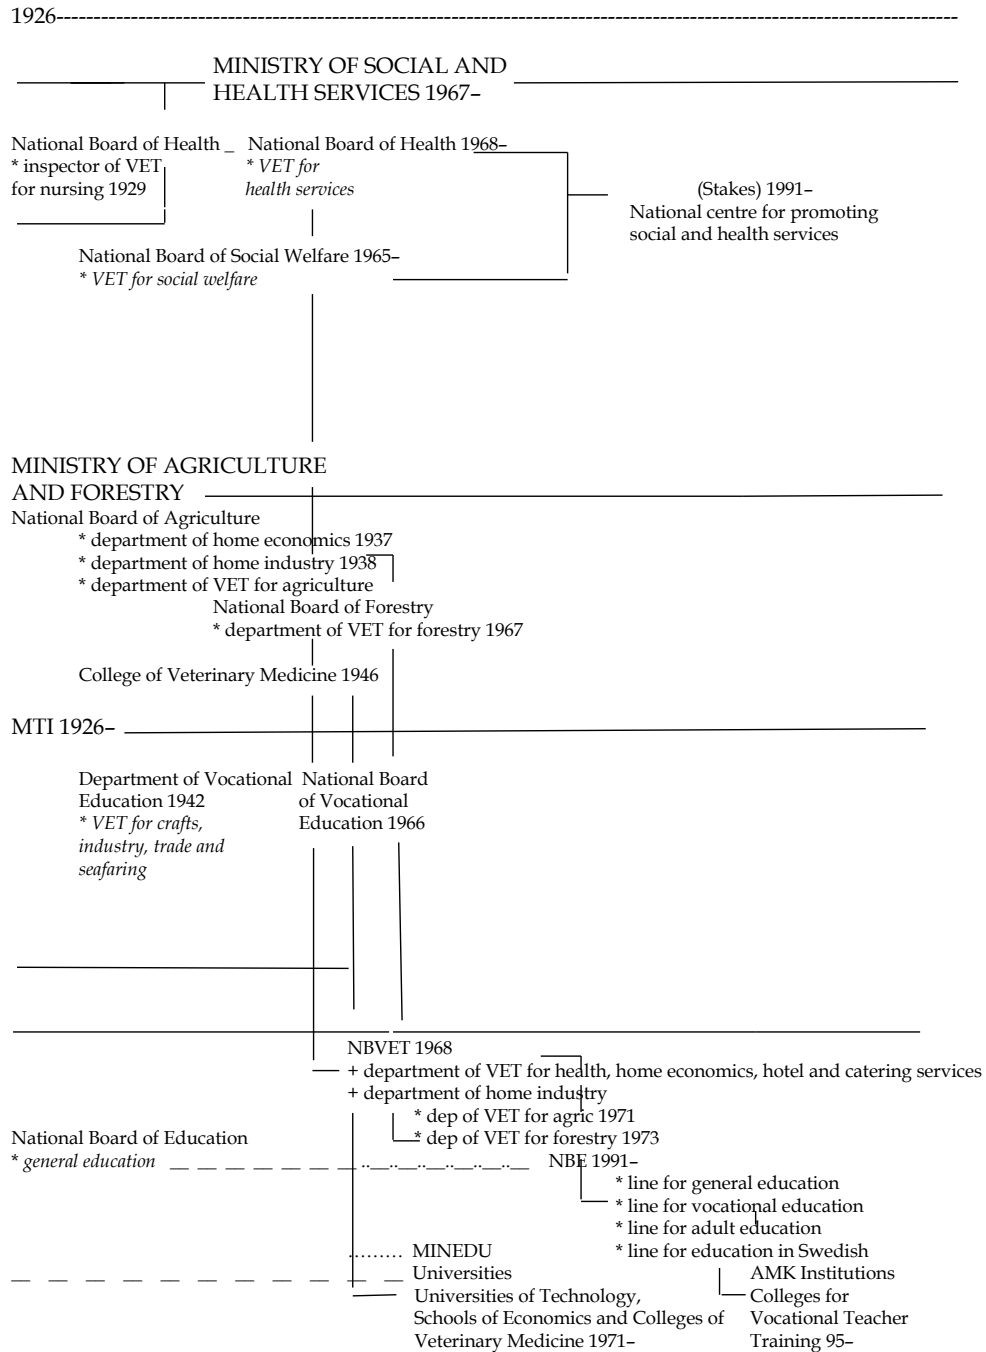 1926-------------------------------------------------------------------------------------------------------------------------
MINISTRY OF SOCIAL AND
HEALTH SERVICES 1967–
National Board of Health _ National Board of Health 1968–
* inspector of VET * VET for
for nursing 1929 health services
(Stakes) 1991–
National centre for promoting
social and health services
National Board of Social Welfare 1965–
* VET for social welfare
MINISTRY OF AGRICULTURE
AND FORESTRY
National Board of Agriculture
* department of home economics 1937
* department of home industry 1938
* department of VET for agriculture
National Board of Forestry
* department of VET for forestry 1967
College of Veterinary Medicine 1946
MTI 1926–
Department of Vocational
Education 1942
* VET for crafts,
industry, trade and
seafaring
National Board
of Vocational
Education 1966
NBVET 1968
+ department of VET for health, home economics, hotel and catering services
+ department of home industry
* dep of VET for agric 1971
* dep of VET for forestry 1973
National Board of Education
* general education
NBE 1991–
* line for general education
* line for vocational education
* line for adult education
* line for education in Swedish
......... MINEDU
Universities
Universities of Technology,
Schools of Economics and Colleges of
Veterinary Medicine 1971–
AMK Institutions
Colleges for
Vocational Teacher
Training 95–